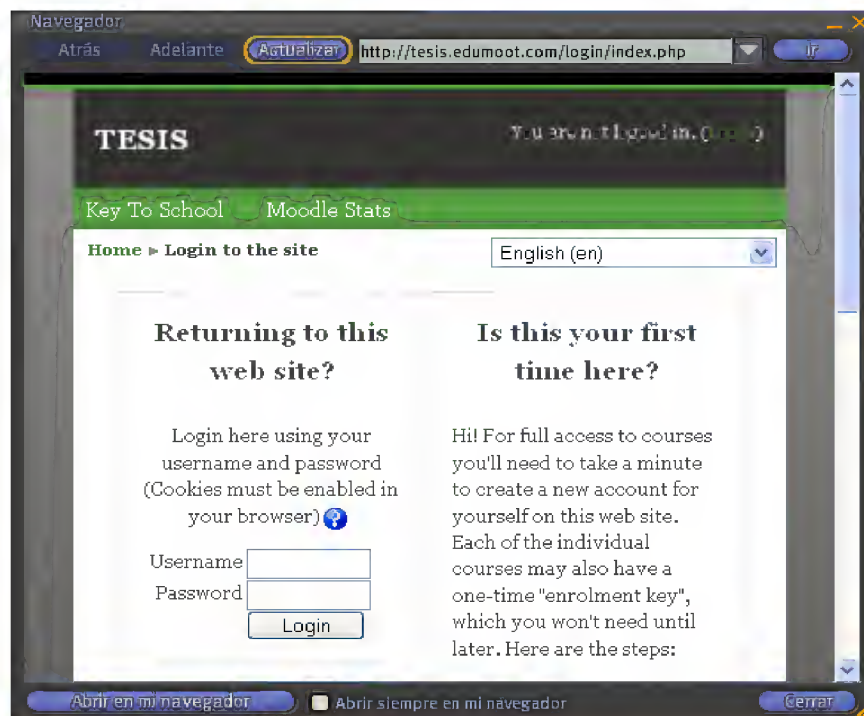 Navegador
Atrás Adelante Actualizar http://tesis.edumoot.com/login/index.php Ir
TESIS
You are not logged in. (
Key To School Moodle Stats
Home ► Login to the site English (en)
Returning to this
web site?
Login here using your
username and password
(Cookies must be enabled in
your browser)
Username
Password
Login
Is this your first
time here?
Hi! For full access to courses
you'll need to take a minute
to create a new account for
yourself on this web site.
Each of the individual
courses may also have a
one-time "enrolment key",
which you won't need until
later. Here are the steps:
Abrir en mi navegador Abrir siempre en mi navegador Cerrar